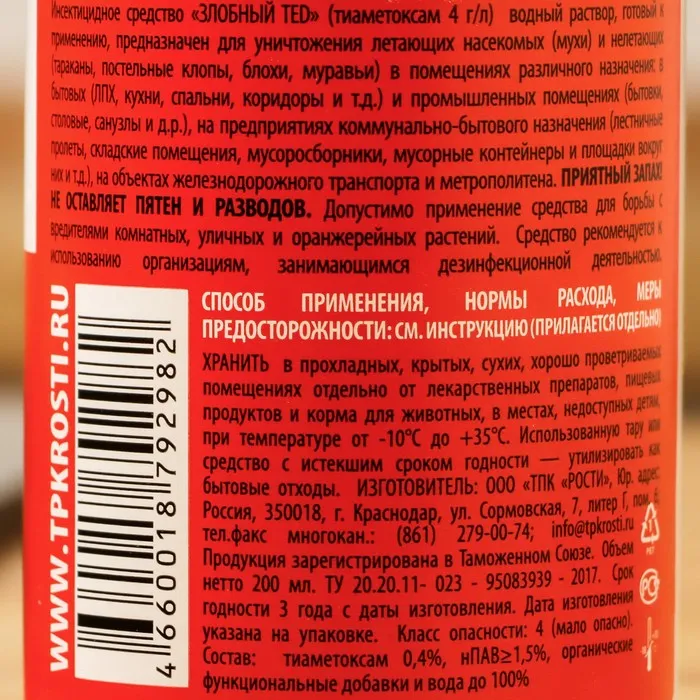 Инсектицидное средство «ЗЛОБНЫЙ TED» (тиаметоксам 4 г/л) водный раствор, готовый к
применению, предназначен для уничтожения летающих насекомых (мухи) и нелетающих
(тараканы, постельные клопы, блохи, муравьи) в помещениях различного назначения: в
бытовых (ЛПХ, кухни, спальни, коридоры и т.д.) и промышленных помещениях (бытовки,
столовые, санузлы и д.р.), на предприятиях коммунально-бытового назначения (лестничные
пролеты, складские помещения, мусоросборники, мусорные контейнеры и площадки вокруг
них и т.д.), на объектах железнодорожного транспорта и метрополитена. ПРИЯТНЫЙ ЗАПАХ!
НЕ ОСТАВЛЯЕТ ПЯТЕН И РАЗВОДОВ. Допустимо применение средства для борьбы с
вредителями комнатных, уличных и оранжерейных растений. Средство рекомендуется к
использованию организациям, занимающимся дезинфекционной деятельностью.
СПОСОБ ПРИМЕНЕНИЯ, НОРМЫ РАСХОДА, МЕРЫ
ПРЕДОСТОРОЖНОСТИ: СМ. ИНСТРУКЦИЮ (ПРИЛАГАЕТСЯ ОТДЕЛЬНО)
ХРАНИТЬ в прохладных, крытых, сухих, хорошо проветриваемых
помещениях отдельно от лекарственных препаратов, пищевых
продуктов и корма для животных, в местах, недоступных детям,
при температуре от -10°С до +35°С. Использованную тару или
средство с истекшим сроком годности — утилизировать как
бытовые отходы. ИЗГОТОВИТЕЛЬ: ООО «ТПК «РОСТИ», Юр. адрес:
Россия, 350018, г. Краснодар, ул. Сормовская, 7, литер Г, пом. 6,
тел.факс многокан.: (861) 279-00-74; info@tpkrosti.ru
Продукция зарегистрирована в Таможенном Союзе. Объем
нетто 200 мл. ТУ 20.20.11- 023 - 95083939 - 2017. Срок
годности 3 года с даты изготовления. Дата изготовления
указана на упаковке. Класс опасности: 4 (мало опасно).
Состав: тиаметоксам 0,4%, нПАВ≥1,5%, органические
функциональные добавки и вода до 100%
WWW.TPKROSTI.RU
4 660018 792982
1
РСТ